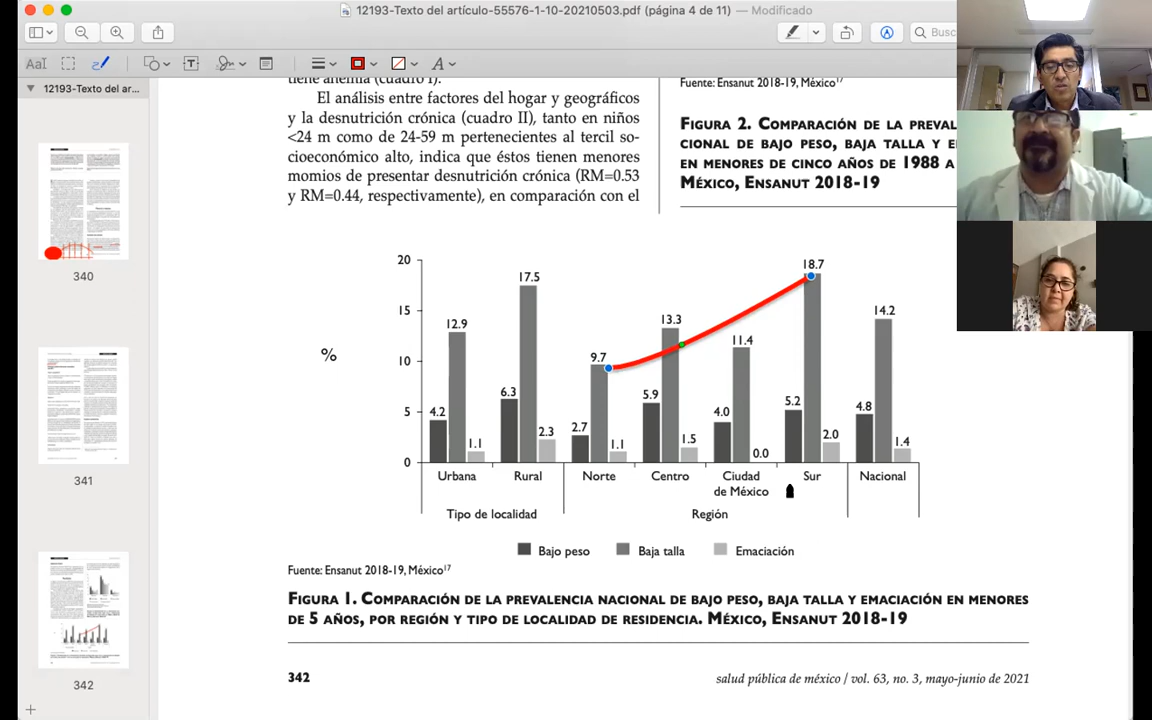 12193-Texto del artículo-55576-1-10-20210503.pdf (página 4 de 11) — Modificado
Busc
AaI
T
A
12193-Texto del ar...
340
341
342
tiene anemia (cuadro I).
El análisis entre factores del hogar y geográficos
y la desnutrición crónica (cuadro II), tanto en niños
<24 m como de 24-59 m pertenecientes al tercil so-
cioeconómico alto, indica que éstos tienen menores
momios de presentar desnutrición crónica (RM=0.53
y RM=0.44, respectivamente), en comparación con el
Fuente: Ensanut 2018-19, México17
Figura 2. Comparación de la preval
cional de bajo peso, baja talla y e
en menores de cinco años de 1988 a
México, Ensanut 2018-19
%
20
15
10
5
0
4.2 12.9 1.1
6.3 17.5 2.3
2.7 9.7 1.1
5.9 13.3 1.5
4.0 11.4 0.0
5.2 18.7 2.0
4.8 14.2 1.4
Urbana Rural Norte Centro Ciudad de México Sur Nacional
Tipo de localidad Región
Bajo peso Baja talla Emaciación
Fuente: Ensanut 2018-19, México17
Figura 1. Comparación de la prevalencia nacional de bajo peso, baja talla y emaciación en menores
de 5 años, por región y tipo de localidad de residencia. México, Ensanut 2018-19
342
salud pública de méxico / vol. 63, no. 3, mayo-junio de 2021